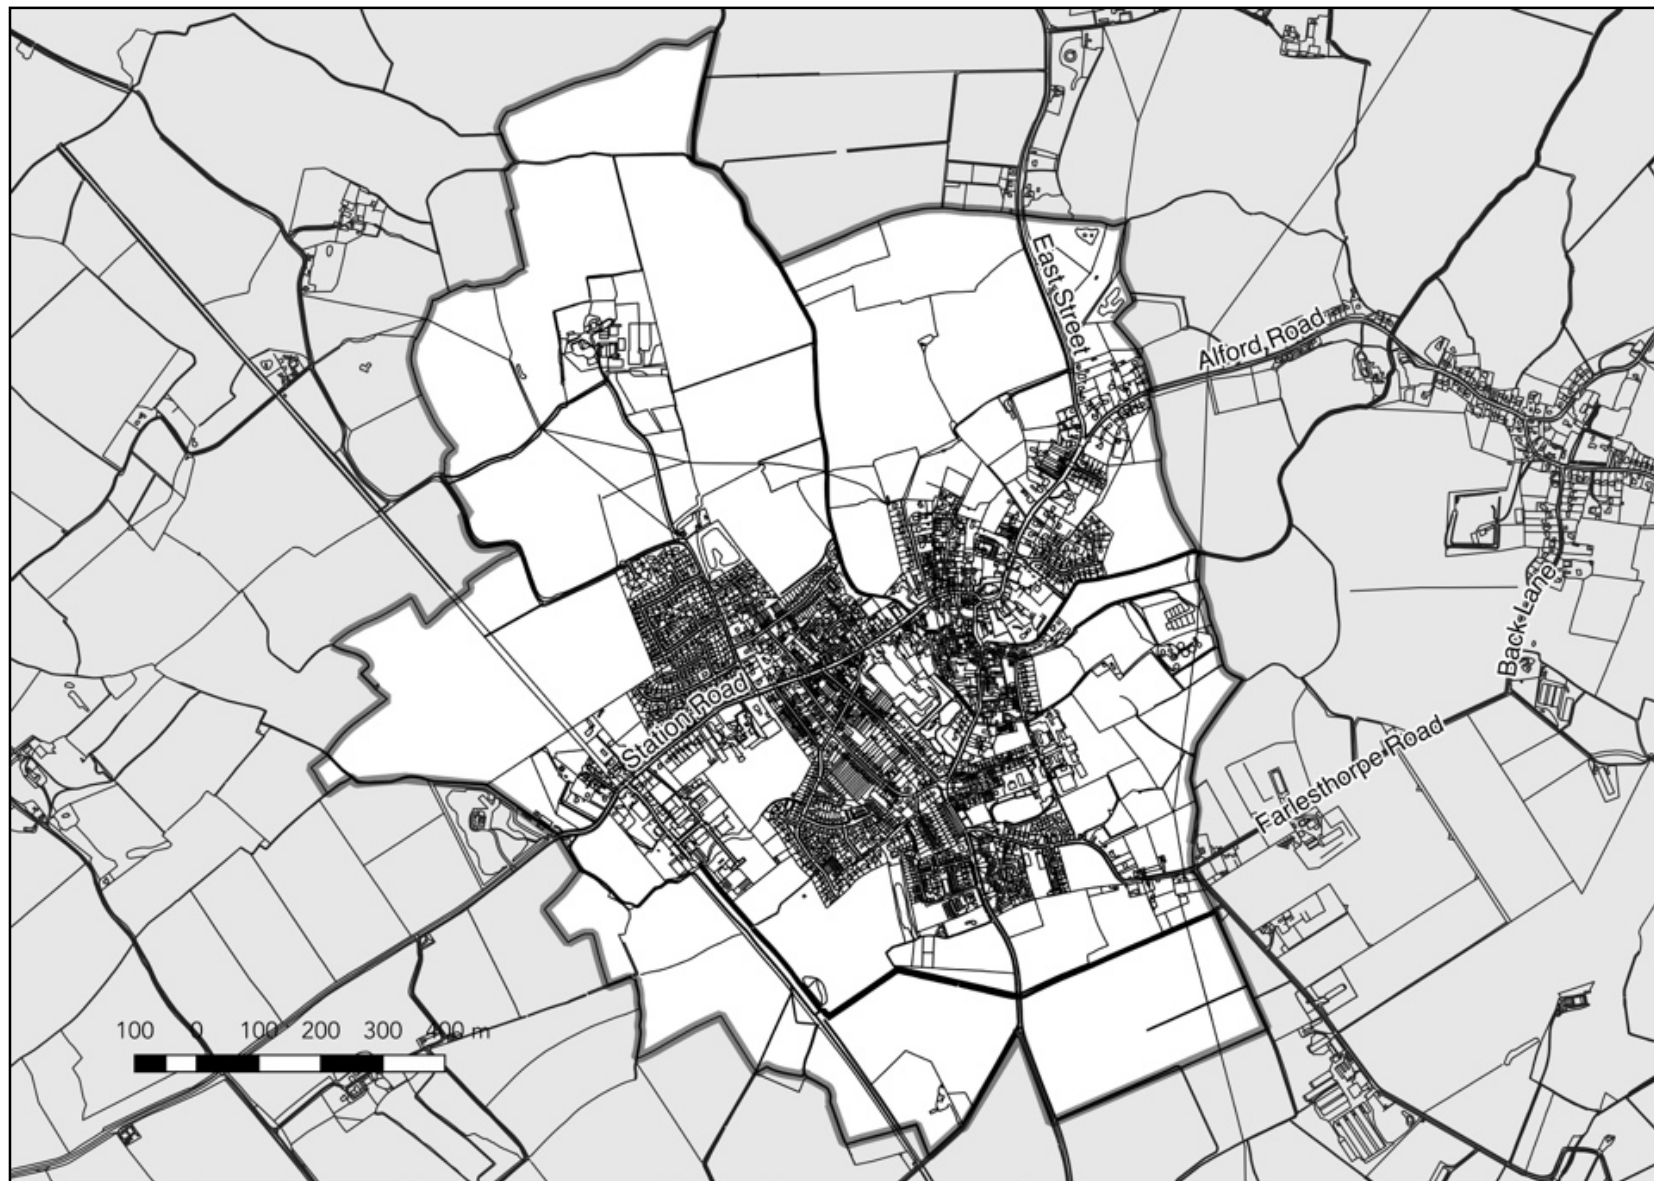 East Street
Alford Road
Back Lane
Station Road
Farlesthorpe Road
100 0 100 200 300 400 m